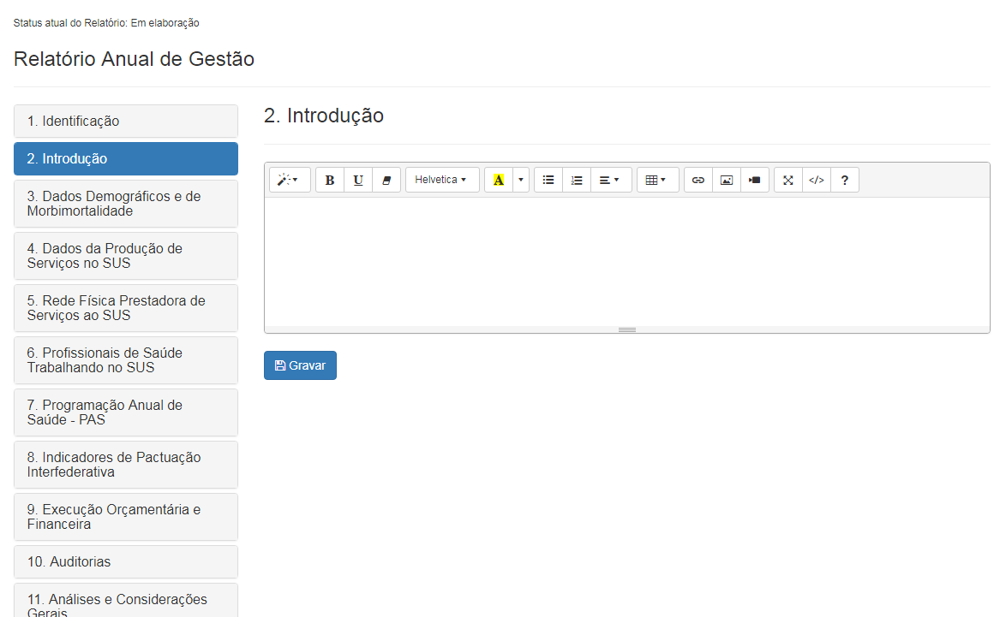 Status atual do Relatório: Em elaboração
Relatório Anual de Gestão
1. Identificação
2. Introdução
3. Dados Demográficos e de
Morbimortalidade
4. Dados da Produção de
Serviços no SUS
5. Rede Física Prestadora de
Serviços ao SUS
6. Profissionais de Saúde
Trabalhando no SUS
7. Programação Anual de
Saúde - PAS
8. Indicadores de Pactuação
Interfederativa
9. Execução Orçamentária e
Financeira
10. Auditorias
11. Análises e Considerações
Gerais
2. Introdução
B U Helvetica A </> ?
Gravar